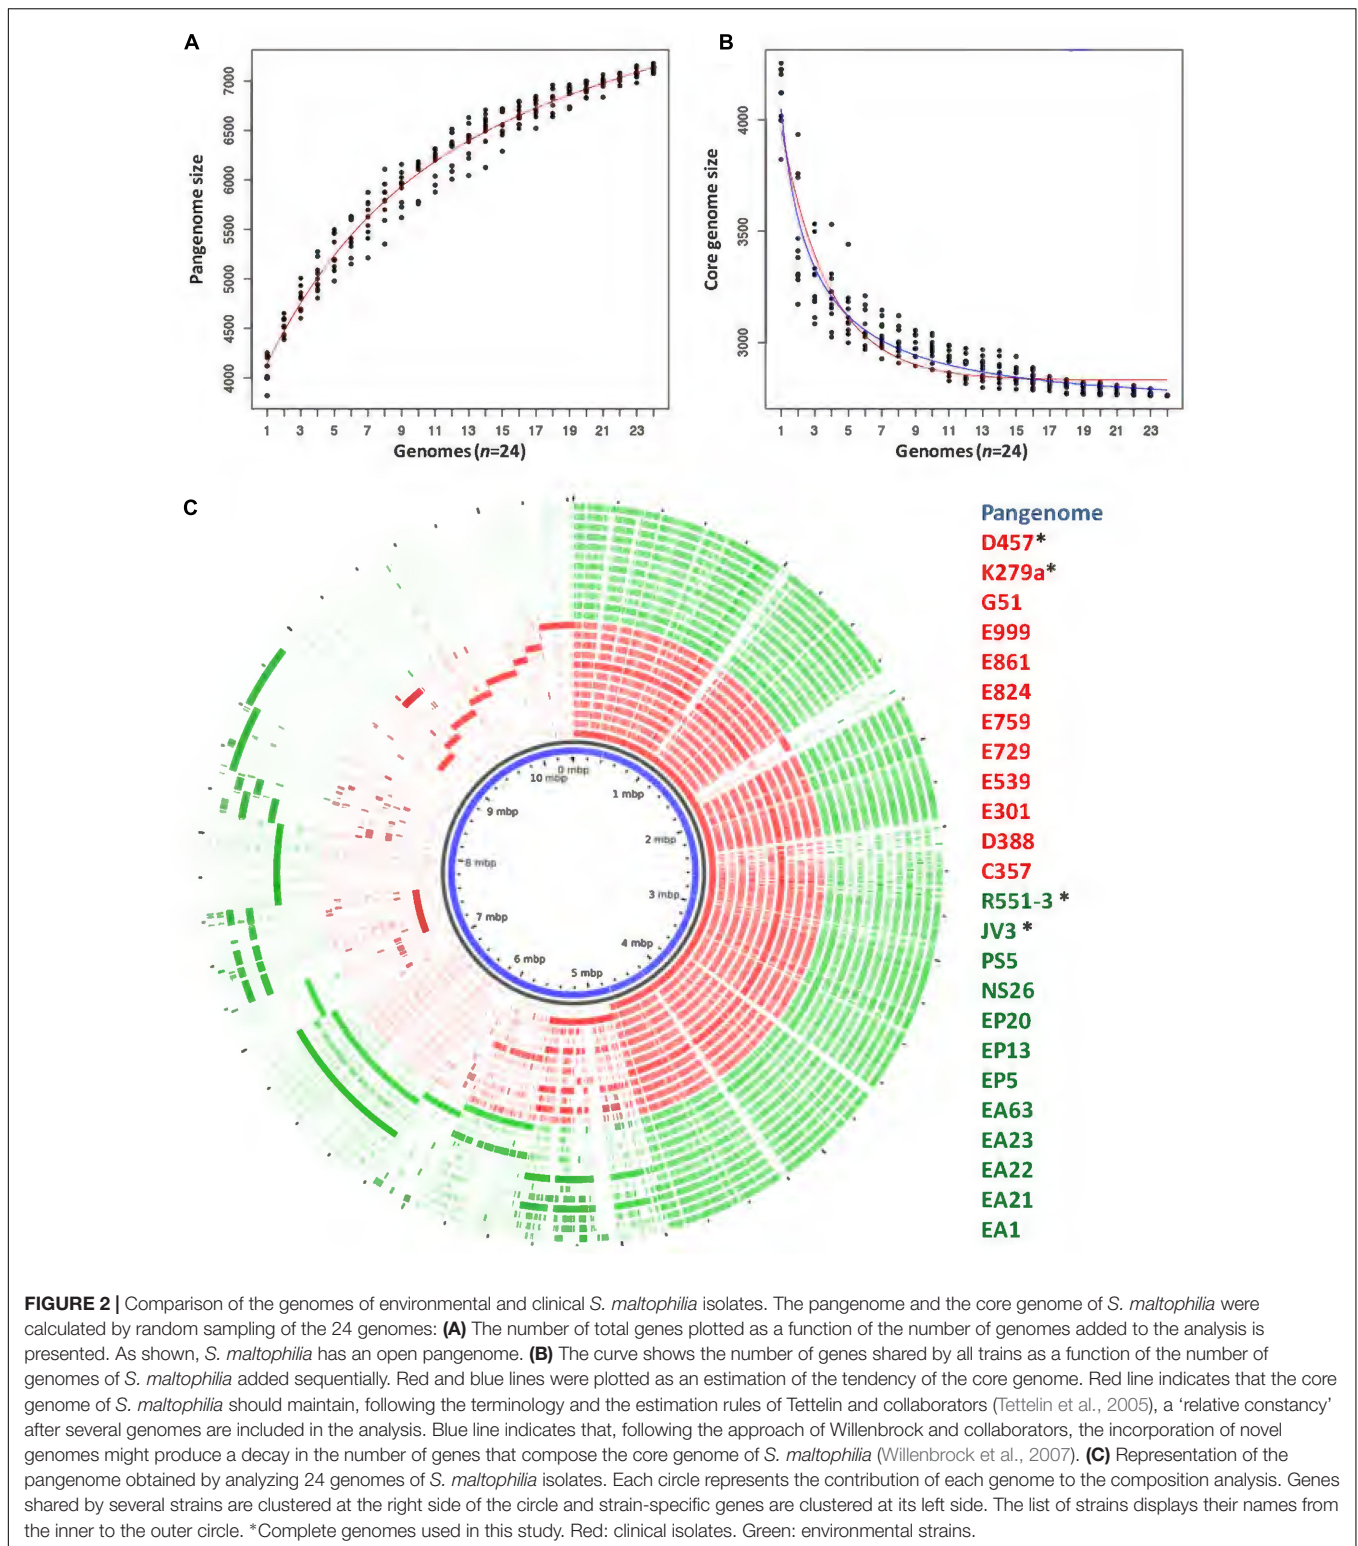 A
B
7000
6500
6000
5500
5000
4500
4000
Pangenome size
1 3 5 7 9 11 13 15 17 19 21 23
Genomes (n=24)
4000
3500
3000
Core genome size
1 3 5 7 9 11 13 15 17 19 21 23
Genomes (n=24)
C
0 mbp
1 mbp
2 mbp
3 mbp
4 mbp
5 mbp
6 mbp
7 mbp
8 mbp
9 mbp
10 mbp
Pangenome
D457*
K279a*
G51
E999
E861
E824
E759
E729
E539
E301
D388
C357
R551-3 *
JV3 *
PS5
NS26
EP20
EP13
EP5
EA63
EA23
EA22
EA21
EA1
FIGURE 2 | Comparison of the genomes of environmental and clinical S. maltophilia isolates. The pangenome and the core genome of S. maltophilia were
calculated by random sampling of the 24 genomes: (A) The number of total genes plotted as a function of the number of genomes added to the analysis is
presented. As shown, S. maltophilia has an open pangenome. (B) The curve shows the number of genes shared by all trains as a function of the number of
genomes of S. maltophilia added sequentially. Red and blue lines were plotted as an estimation of the tendency of the core genome. Red line indicates that the core
genome of S. maltophilia should maintain, following the terminology and the estimation rules of Tettelin and collaborators (Tettelin et al., 2005), a 'relative constancy'
after several genomes are included in the analysis. Blue line indicates that, following the approach of Willenbrock and collaborators, the incorporation of novel
genomes might produce a decay in the number of genes that compose the core genome of S. maltophilia (Willenbrock et al., 2007). (C) Representation of the
pangenome obtained by analyzing 24 genomes of S. maltophilia isolates. Each circle represents the contribution of each genome to the composition analysis. Genes
shared by several strains are clustered at the right side of the circle and strain-specific genes are clustered at its left side. The list of strains displays their names from
the inner to the outer circle. *Complete genomes used in this study. Red: clinical isolates. Green: environmental strains.